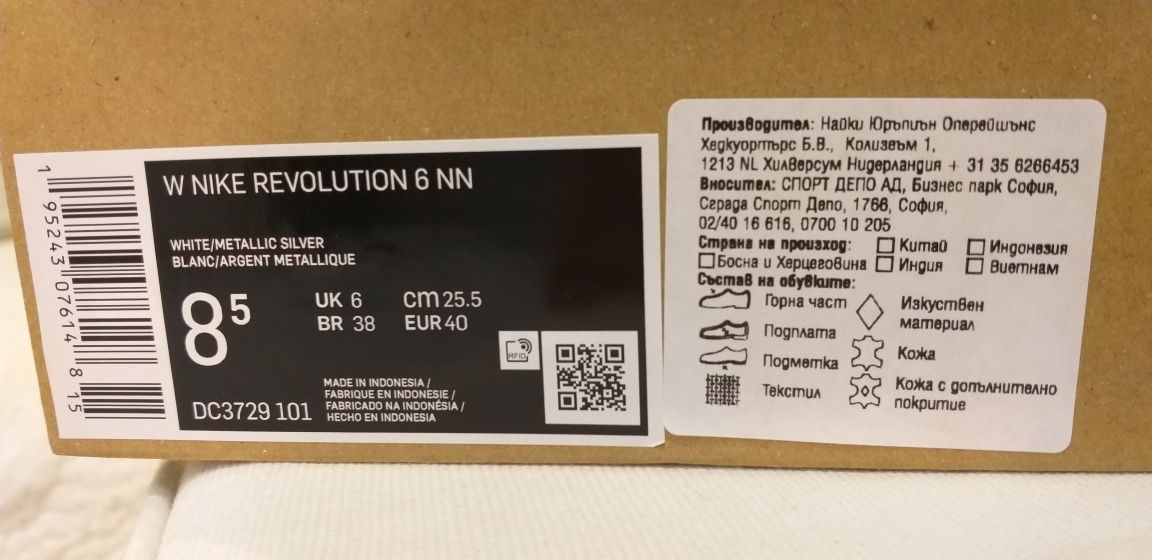 1 95243 07614 8 15
W NIKE REVOLUTION 6 NN
WHITE/METALLIC SILVER
BLANC/ARGENT METALLIQUE
8⁵
UK 6 CM 25.5
BR 38 EUR 40
RFID
MADE IN INDONESIA /
FABRIQUE EN INDONESIE /
FABRICADO NA INDONÉSIA /
HECHO EN INDONESIA
DC3729 101
Производител: Найки Юръпиън Оперейшънс
Хедкуортърс Б.В., Колизеъм 1,
1213 NL Хилверсум Нидерландия + 31 35 6266453
Вносител: СПОРТ ДЕПО АД, Бизнес парк София,
Сграда Спорт Депо, 1766, София,
02/40 16 616, 0700 10 205
Страна на произход: Китай Индонезия
Босна и Херцеговина Индия Виетнам
Състав на обувките:
Горна част
Изкуствен
материал
Подплата
Подметка
Кожа
Текстил
Кожа с допълнително
покритие